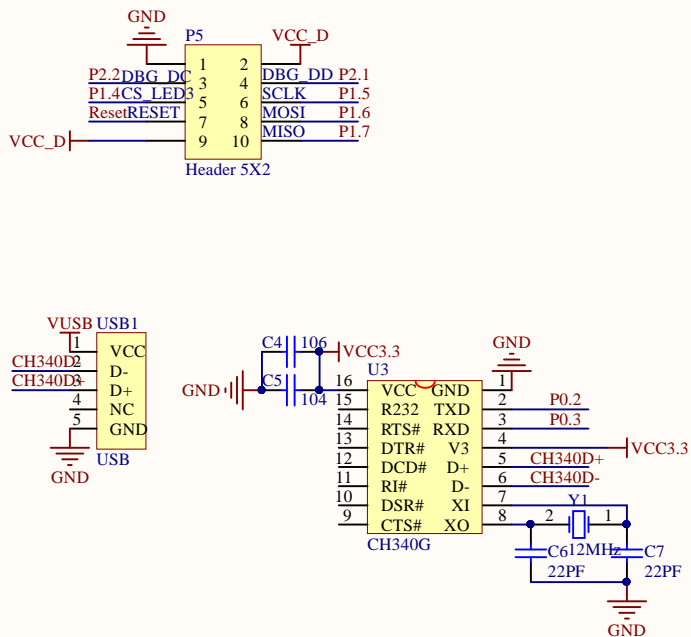 GND
P5
VCC_D
1 2
P2.2 DBG_DC 3 4 DBG_DD P2.1
P1.4 CS_LED3 5 6 SCLK P1.5
Reset RESET 7 8 MOSI P1.6
VCC_D 9 10 MISO P1.7
Header 5X2
VUSB USB1
1 VCC
CH340D- 2 D-
CH340D+ 3 D+
4 NC
5 GND
USB
GND
C4 106
VCC3.3
C5 104
GND
U3
GND
16 VCC GND 1
15 R232 TXD 2 P0.2
14 RTS# RXD 3 P0.3
13 DTR# V3 4 VCC3.3
12 DCD# D+ 5 CH340D+
11 RI# D- 6 CH340D-
10 DSR# XI 7
9 CTS# XO 8
CH340G
Y1
2 1
C6 12MHz C7
22PF 22PF
GND